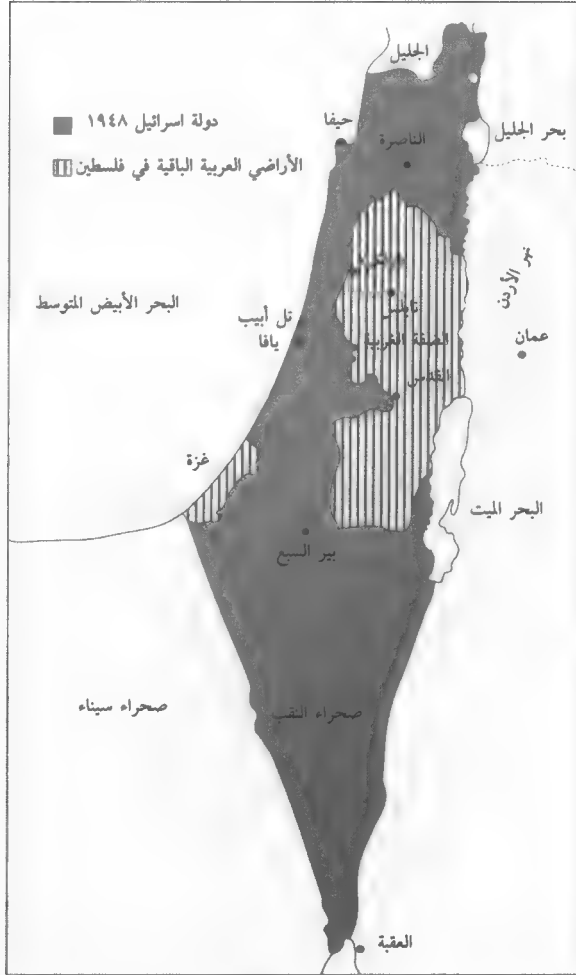 الجليل
دولة اسرائيل ١٩٤٨
حيفا
بحر الجليل
الناصرة
الأراضي العربية الباقية في فلسطين
نهر الأردن
البحر الأبيض المتوسط
نابلس
تل أبيب
يافا
الضفة الغربية
عمان
القدس
غزة
البحر الميت
بير السبع
صحراء سيناء
صحراء النقب
العقبة